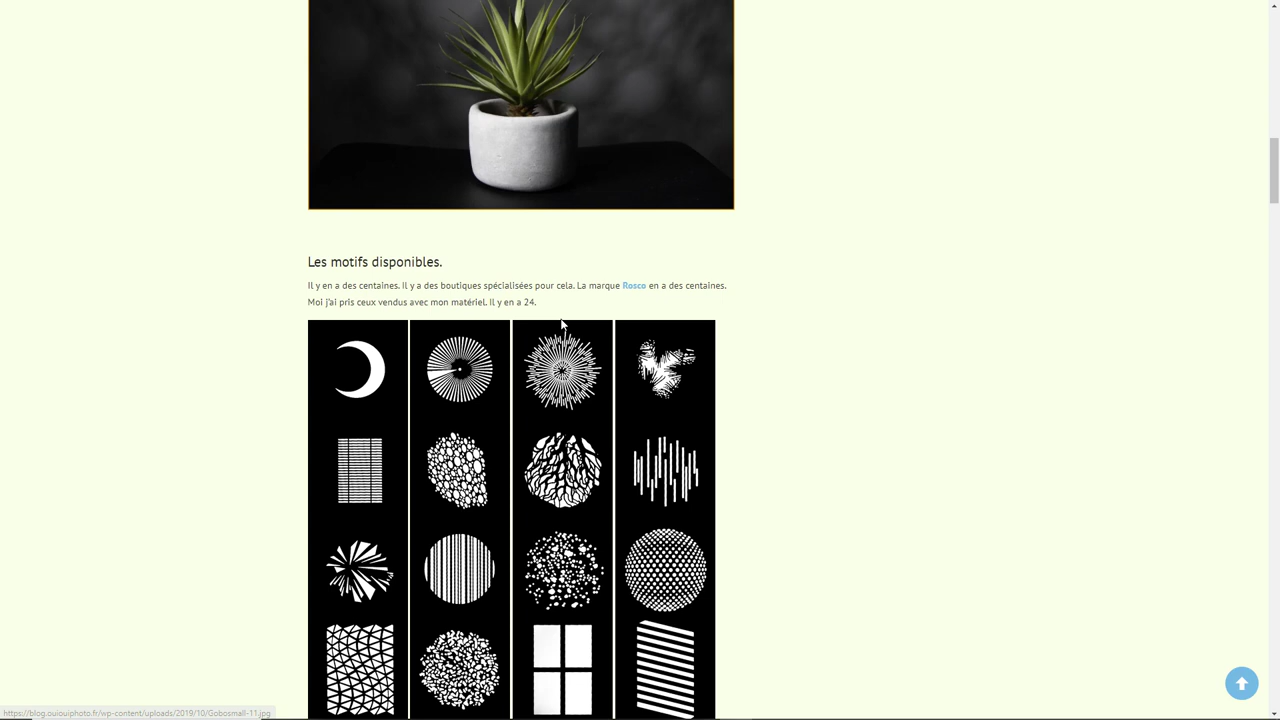 Les motifs disponibles.
Il y en a des centaines. Il y a des boutiques spécialisées pour cela. La marque Rosco en a des centaines.
Moi j'ai pris ceux vendus avec mon matériel. Il y en a 24.
https://blog.ouiouiphoto.fr/wp-content/uploads/2019/10/Gobosmall-11.jpg